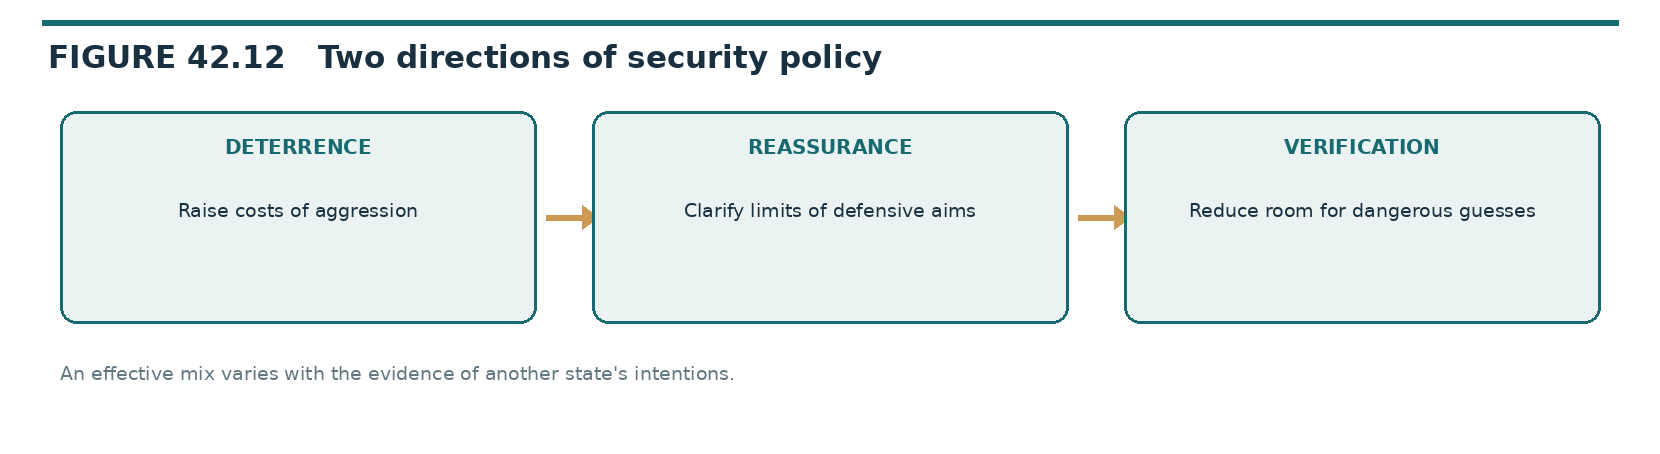 FIGURE 42.12 Two directions of security policy
DETERRENCE
Raise costs of aggression
REASSURANCE
Clarify limits of defensive aims
VERIFICATION
Reduce room for dangerous guesses
An effective mix varies with the evidence of another state's intentions.